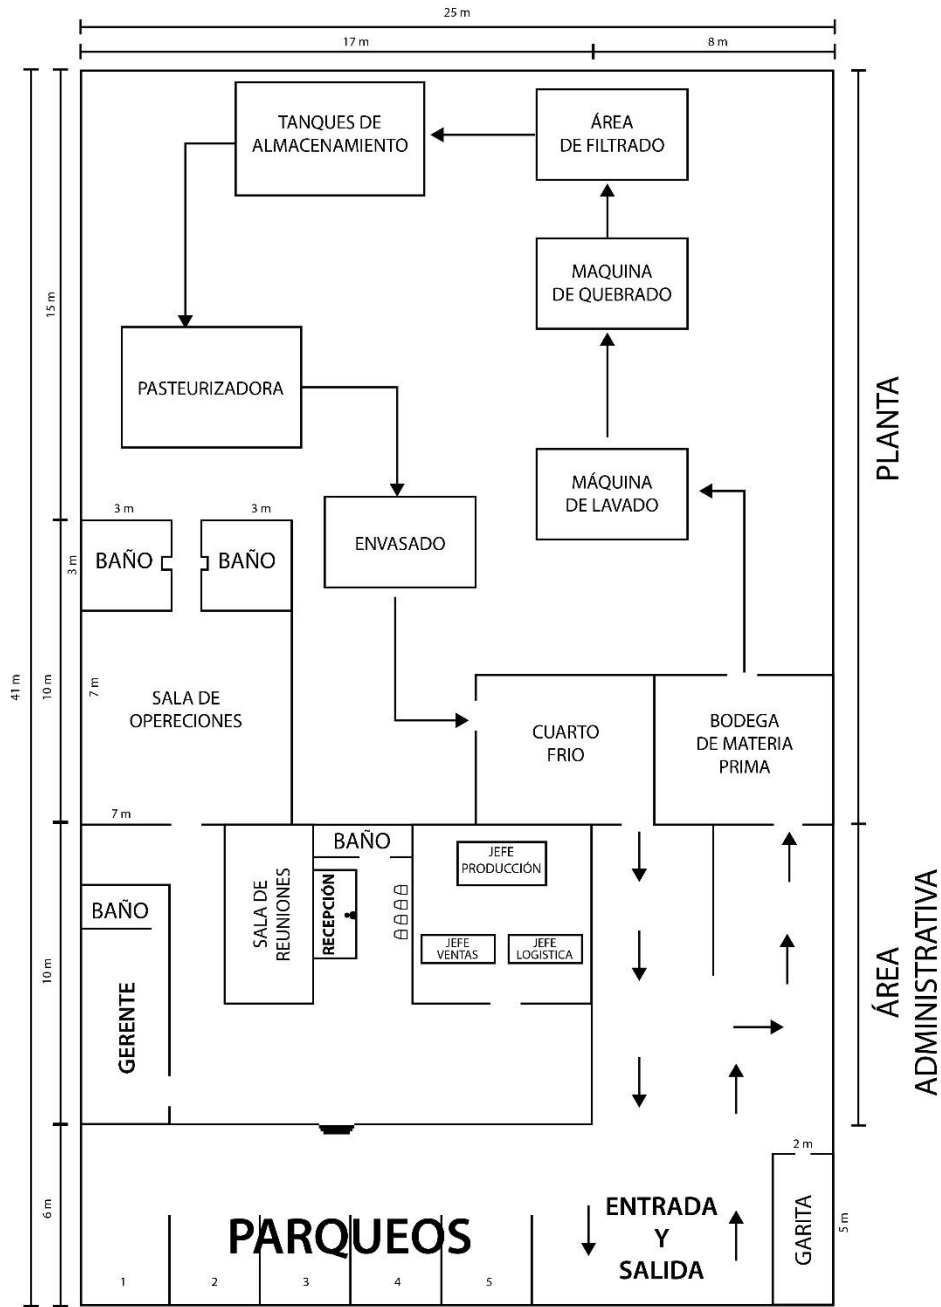 25 m
17 m
8 m
41 m
15 m
10 m
10 m
6 m
TANQUES DE
ALMACENAMIENTO
ÁREA
DE FILTRADO
MAQUINA
DE QUEBRADO
PASTEURIZADORA
MÁQUINA
DE LAVADO
ENVASADO
PLANTA
3 m
3 m
3 m
BAÑO
BAÑO
7 m
SALA DE
OPERECIONES
7 m
CUARTO
FRIO
BODEGA
DE MATERIA
PRIMA
BAÑO
GERENTE
SALA DE
REUNIONES
BAÑO
RECEPCIÓN
JEFE
PRODUCCIÓN
JEFE
VENTAS
JEFE
LOGISTICA
ÁREA
ADMINISTRATIVA
PARQUEOS
1
2
3
4
5
ENTRADA
Y
SALIDA
2 m
GARITA
5 m